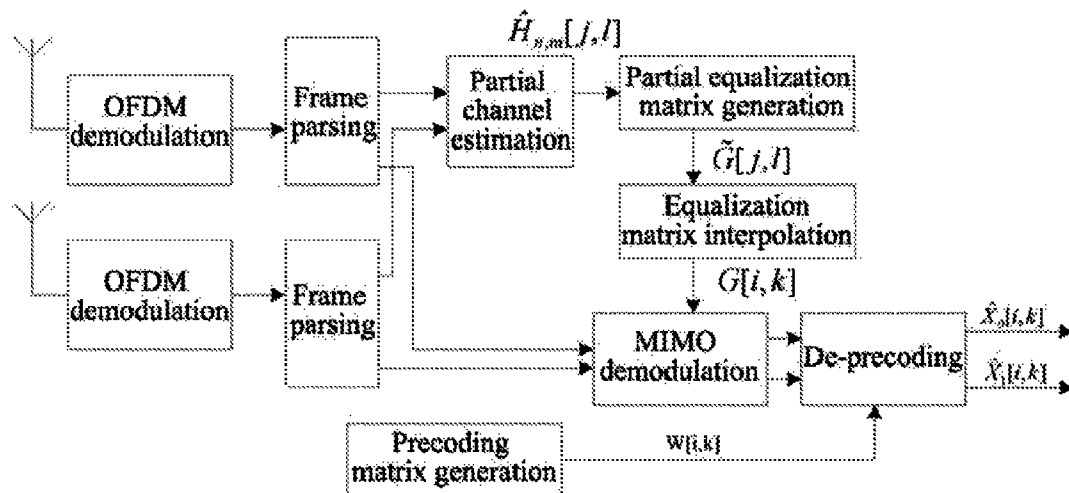 Ĥn,m[j,l]
OFDM
demodulation
Frame
parsing
Partial
channel
estimation
Partial equalization
matrix generation
G̃[j,l]
Equalization
matrix interpolation
G[i,k]
OFDM
demodulation
Frame
parsing
MIMO
demodulation
De-precoding
X̂0[i,k]
X̂1[i,k]
Precoding
matrix generation
W[i,k]